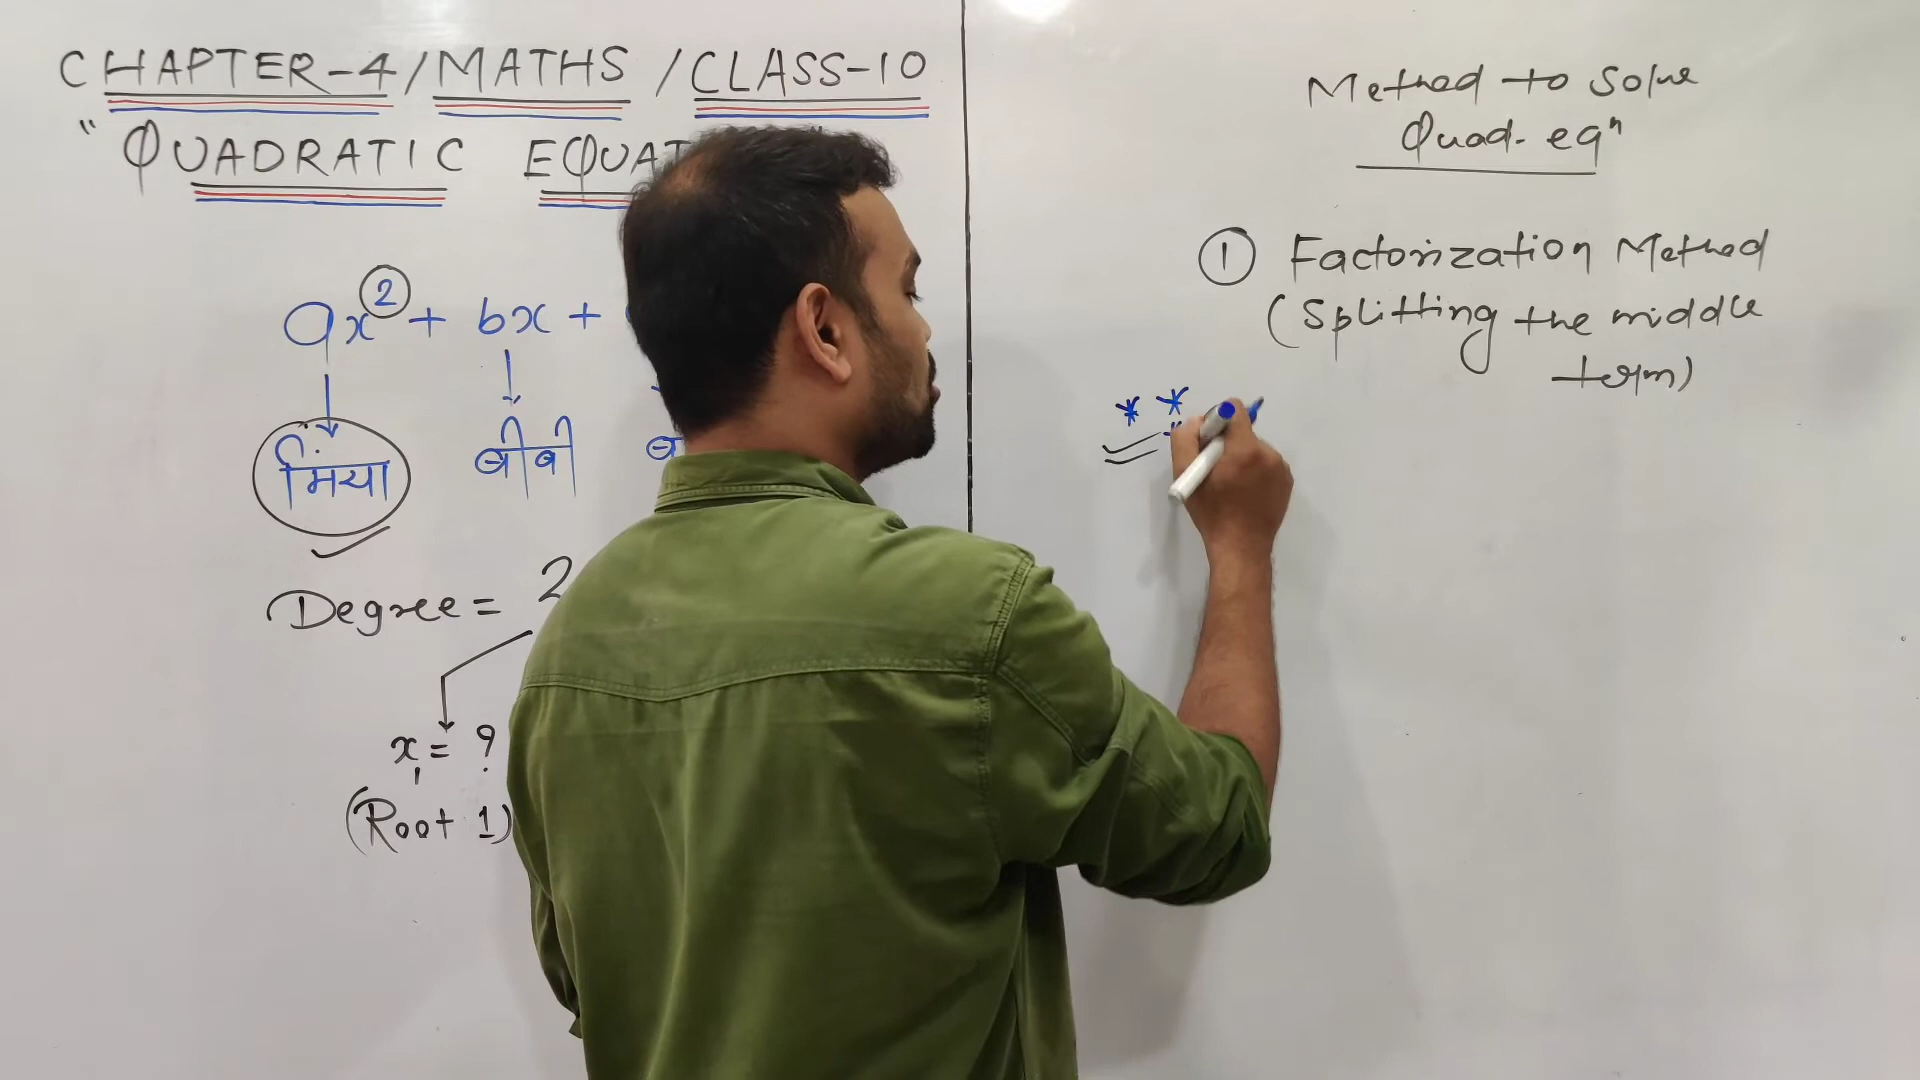 CHAPTER-4/MATHS/CLASS-10
"QUADRATIC EQUAT
ax² + bx +
मिंया बीबी
Degree = 2
x₁ = ?
(Root 1)
Method to Solve
Quad. eqⁿ
① Factorization Method
(Splitting the middle
term)
* *